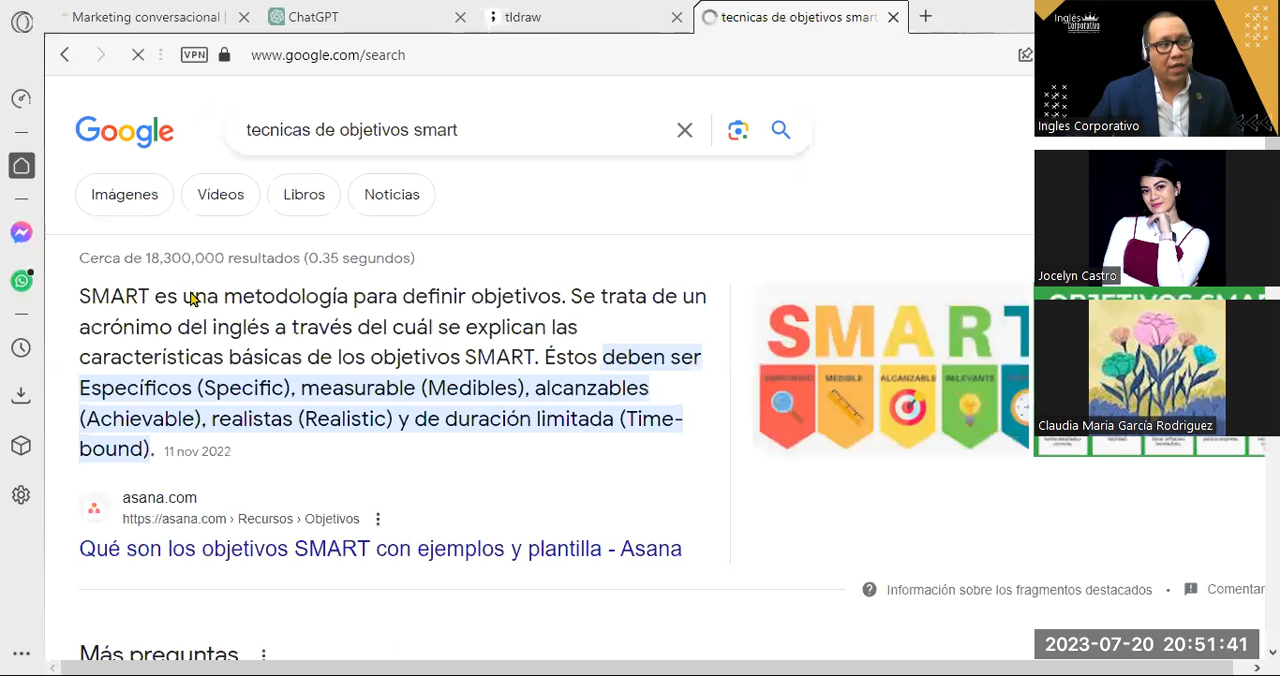 Marketing conversacional |
ChatGPT
tldraw
tecnicas de objetivos smart
VPN
www.google.com/search
Google
tecnicas de objetivos smart
Imágenes
Vídeos
Libros
Noticias
Cerca de 18,300,000 resultados (0.35 segundos)
SMART es una metodología para definir objetivos. Se trata de un
acrónimo del inglés a través del cuál se explican las
características básicas de los objetivos SMART. Éstos deben ser
Específicos (Specific), measurable (Medibles), alcanzables
(Achievable), realistas (Realistic) y de duración limitada (Time-
bound). 11 nov 2022
asana.com
https://asana.com › Recursos › Objetivos
Qué son los objetivos SMART con ejemplos y plantilla - Asana
SMART
MEDIBLE
ALCANZABLE
RELEVANTE
Información sobre los fragmentos destacados
Comentar
Más preguntas
Inglés
Corporativo
Ingles Corporativo
Jocelyn Castro
Claudia Maria García Rodriguez
2023-07-20 20:51:41